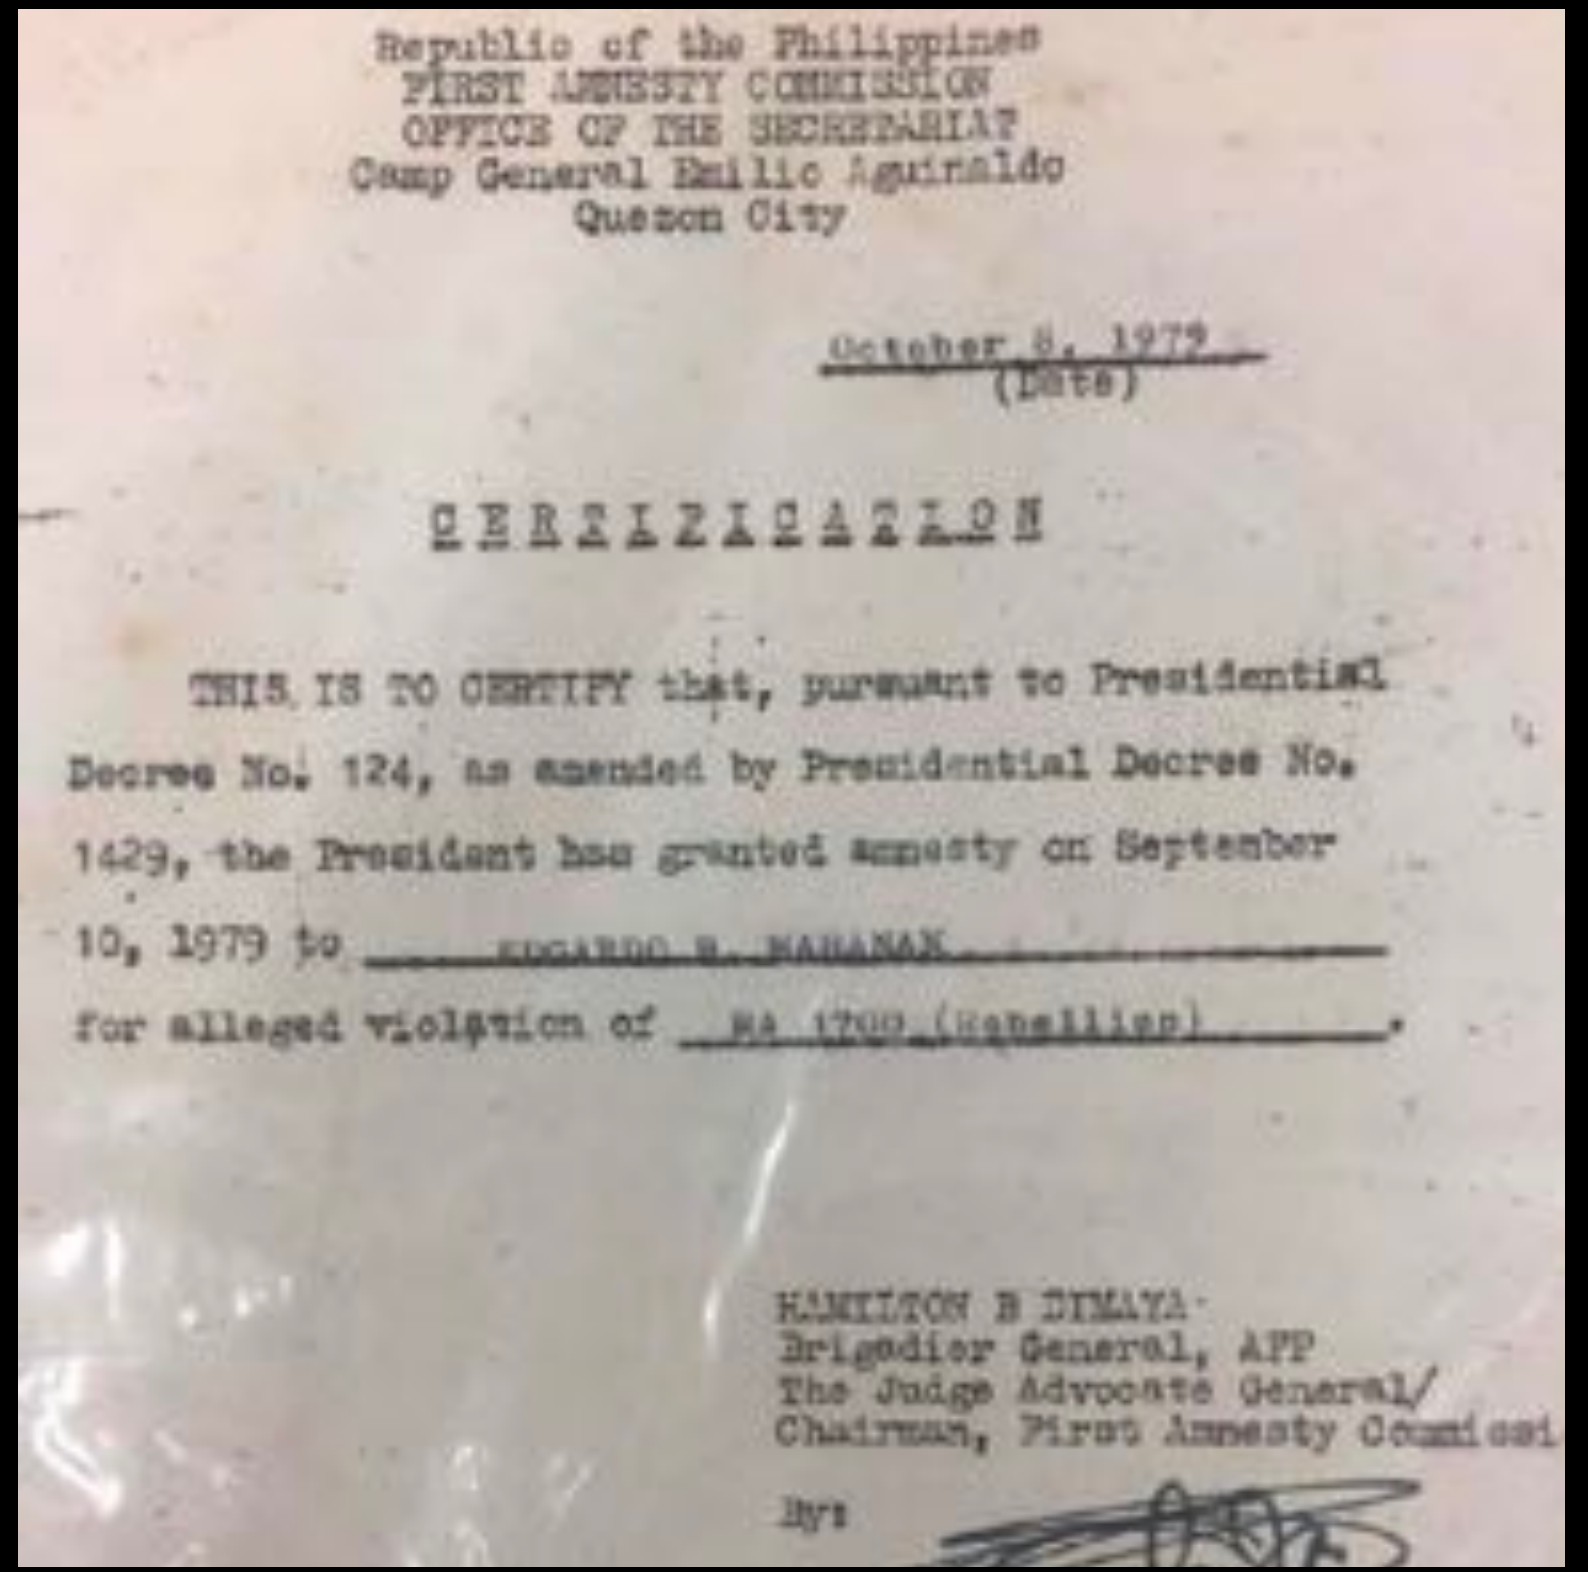 Republic of the Philippines
FIRST AMNESTY COMMISSION
OFFICE OF THE SECRETARIAT
Camp General Emilio Aguinaldo
Quezon City
October 8, 1979
(Date)
CERTIFICATION
THIS IS TO CERTIFY that, pursuant to Presidential
Decree No. 124, as amended by Presidential Decree No.
1429, the President has granted amnesty on September
10, 1979 to EDGARDO B. MARANAN
for alleged violation of RA 1700 (Rebellion).
HAMILTON B DIMAYA
Brigadier General, AFP
The Judge Advocate General/
Chairman, First Amnesty Commissi
By: